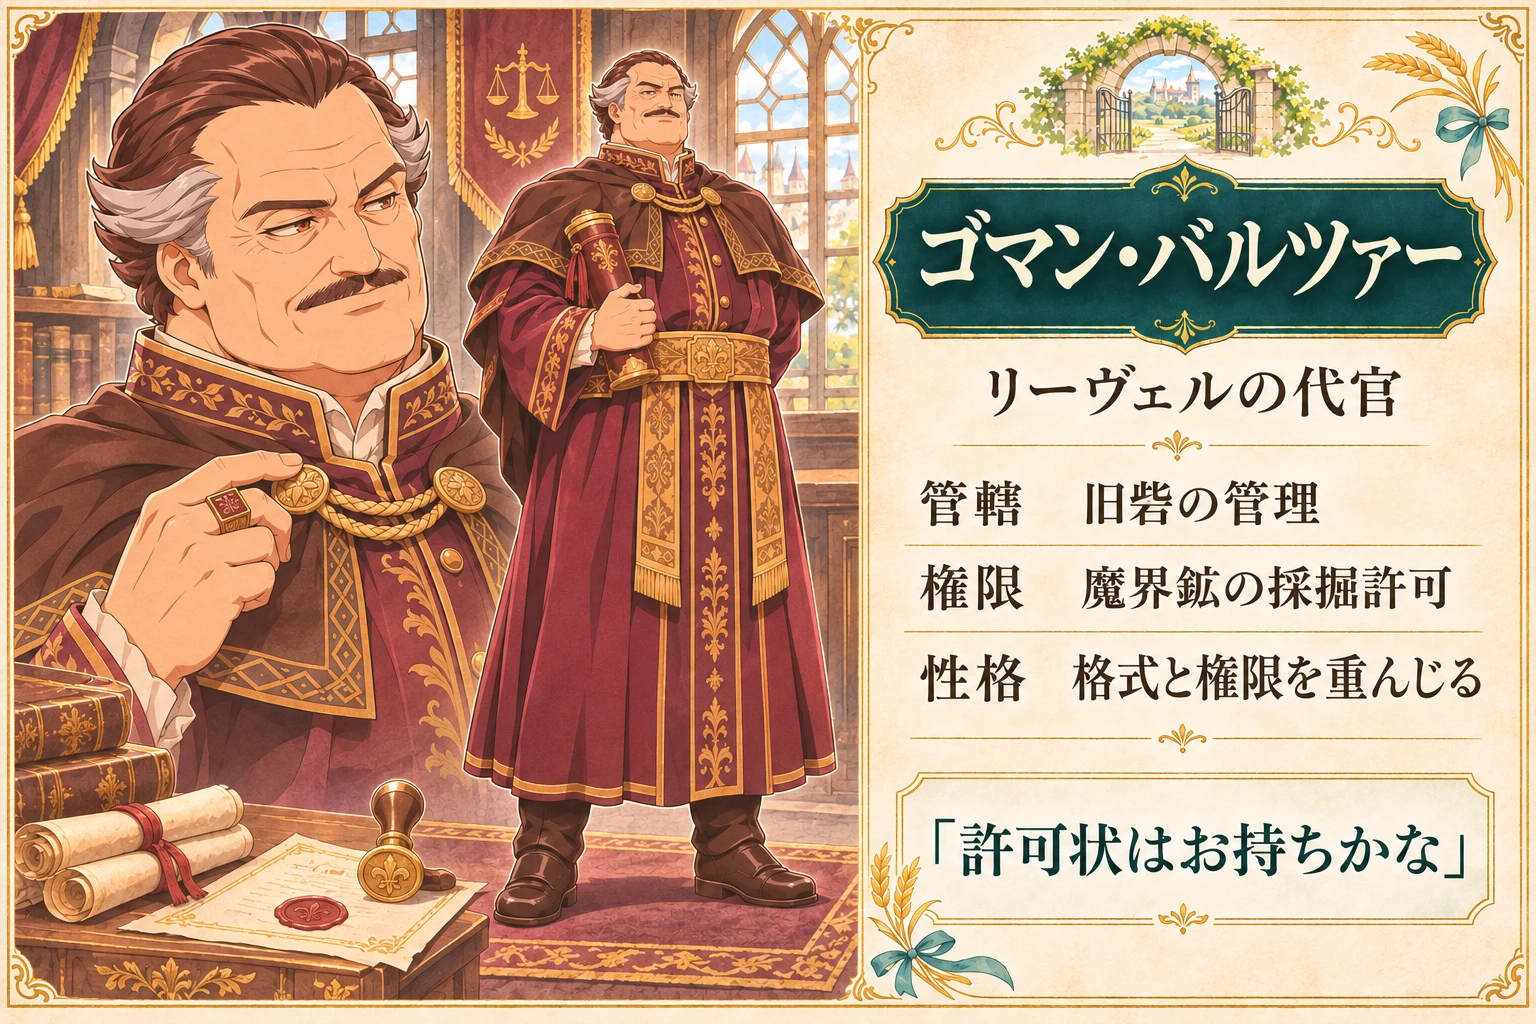 ゴマン・バルツァー
リーヴェルの代官
管轄 旧砦の管理
権限 魔界鉱の採掘許可
性格 格式と権限を重んじる
「許可状はお持ちかな」